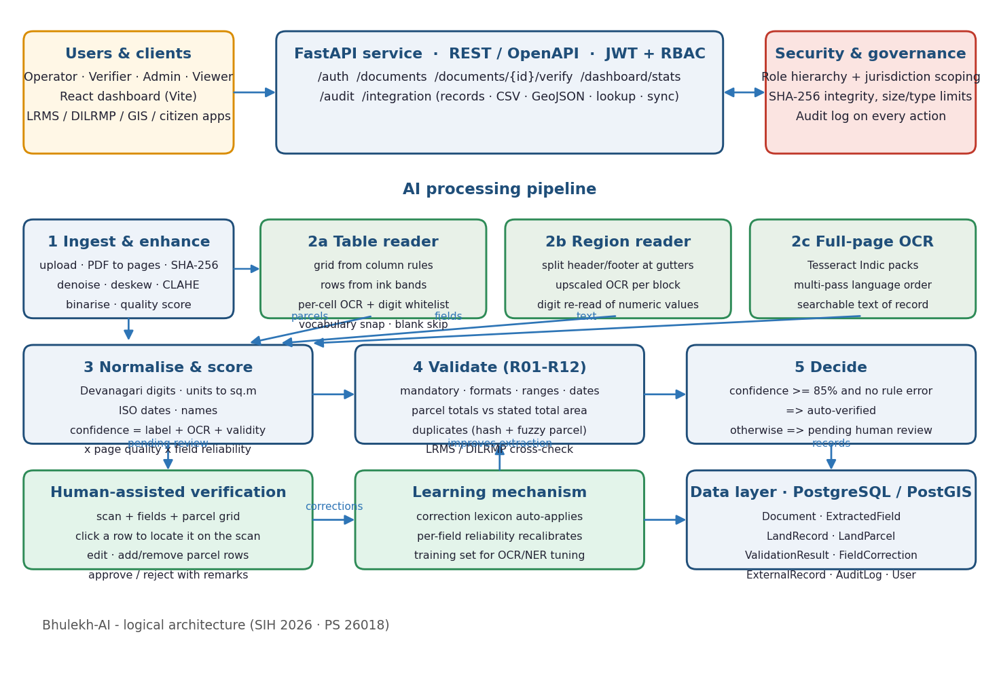 Users & clients
Operator · Verifier · Admin · Viewer
React dashboard (Vite)
LRMS / DILRMP / GIS / citizen apps
FastAPI service · REST / OpenAPI · JWT + RBAC
/auth /documents /documents/{id}/verify /dashboard/stats
/audit /integration (records · CSV · GeoJSON · lookup · sync)
Security & governance
Role hierarchy + jurisdiction scoping
SHA-256 integrity, size/type limits
Audit log on every action
AI processing pipeline
1 Ingest & enhance
upload · PDF to pages · SHA-256
denoise · deskew · CLAHE
binarise · quality score
2a Table reader
grid from column rules
rows from ink bands
per-cell OCR + digit whitelist
vocabulary snap · blank skip
2b Region reader
split header/footer at gutters
upscaled OCR per block
digit re-read of numeric values
2c Full-page OCR
Tesseract Indic packs
multi-pass language order
searchable text of record
parcels
fields
text
3 Normalise & score
Devanagari digits · units to sq.m
ISO dates · names
confidence = label + OCR + validity
x page quality x field reliability
4 Validate (R01-R12)
mandatory · formats · ranges · dates
parcel totals vs stated total area
duplicates (hash + fuzzy parcel)
LRMS / DILRMP cross-check
5 Decide
confidence >= 85% and no rule error
=> auto-verified
otherwise => pending human review
pending review
improves extraction
records
Human-assisted verification
scan + fields + parcel grid
click a row to locate it on the scan
edit · add/remove parcel rows
approve / reject with remarks
corrections
Learning mechanism
correction lexicon auto-applies
per-field reliability recalibrates
training set for OCR/NER tuning
Data layer · PostgreSQL / PostGIS
Document · ExtractedField
LandRecord · LandParcel
ValidationResult · FieldCorrection
ExternalRecord · AuditLog · User
Bhulekh-AI - logical architecture (SIH 2026 · PS 26018)